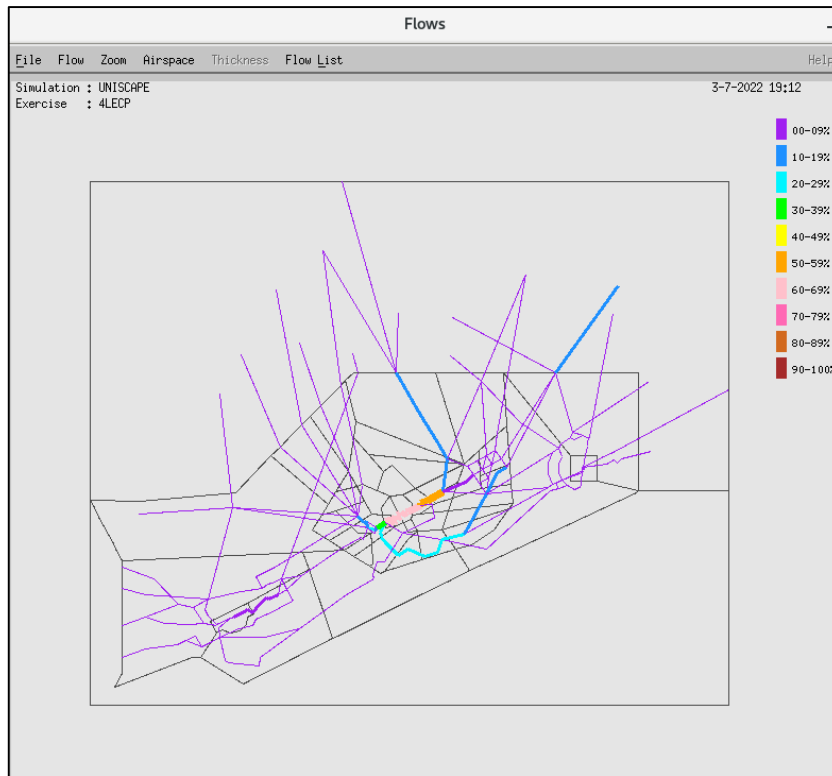 Flows
File Flow Zoom Airspace Thickness Flow List Help
Simulation : UNISCAPE 3-7-2022 19:12
Exercise : 4LECP
00-09%
10-19%
20-29%
30-39%
40-49%
50-59%
60-69%
70-79%
80-89%
90-100%